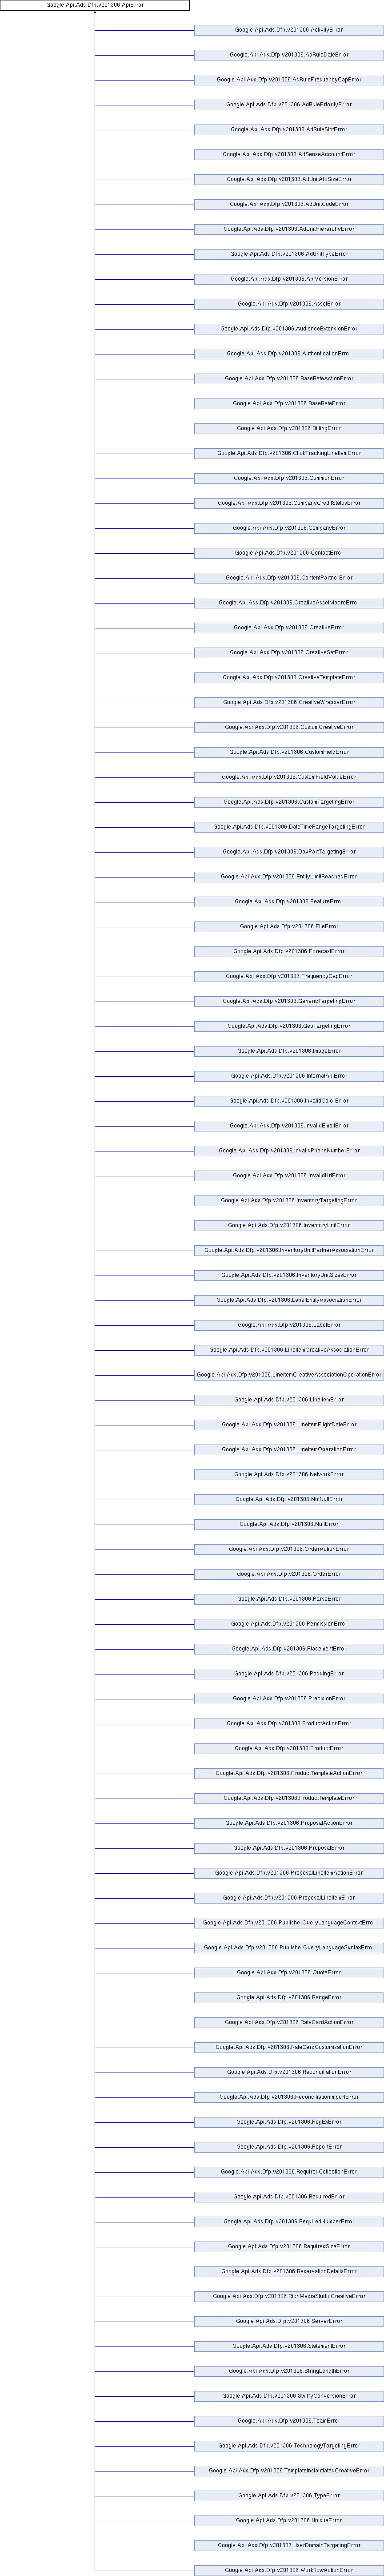 Google.Api.Ads.Dfp.v201306.ApiError
Google.Api.Ads.Dfp.v201306.ActivityError
Google.Api.Ads.Dfp.v201306.AdRuleDateError
Google.Api.Ads.Dfp.v201306.AdRuleFrequencyCapError
Google.Api.Ads.Dfp.v201306.AdRulePriorityError
Google.Api.Ads.Dfp.v201306.AdRuleSlotError
Google.Api.Ads.Dfp.v201306.AdSenseAccountError
Google.Api.Ads.Dfp.v201306.AdUnitAfcSizeError
Google.Api.Ads.Dfp.v201306.AdUnitCodeError
Google.Api.Ads.Dfp.v201306.AdUnitHierarchyError
Google.Api.Ads.Dfp.v201306.AdUnitTypeError
Google.Api.Ads.Dfp.v201306.ApiVersionError
Google.Api.Ads.Dfp.v201306.AssetError
Google.Api.Ads.Dfp.v201306.AudienceExtensionError
Google.Api.Ads.Dfp.v201306.AuthenticationError
Google.Api.Ads.Dfp.v201306.BaseRateActionError
Google.Api.Ads.Dfp.v201306.BaseRateError
Google.Api.Ads.Dfp.v201306.BillingError
Google.Api.Ads.Dfp.v201306.ClickTrackingLineItemError
Google.Api.Ads.Dfp.v201306.CommonError
Google.Api.Ads.Dfp.v201306.CompanyCreditStatusError
Google.Api.Ads.Dfp.v201306.CompanyError
Google.Api.Ads.Dfp.v201306.ContactError
Google.Api.Ads.Dfp.v201306.ContentPartnerError
Google.Api.Ads.Dfp.v201306.CreativeAssetMacroError
Google.Api.Ads.Dfp.v201306.CreativeError
Google.Api.Ads.Dfp.v201306.CreativeSetError
Google.Api.Ads.Dfp.v201306.CreativeTemplateError
Google.Api.Ads.Dfp.v201306.CreativeWrapperError
Google.Api.Ads.Dfp.v201306.CustomCreativeError
Google.Api.Ads.Dfp.v201306.CustomFieldError
Google.Api.Ads.Dfp.v201306.CustomFieldValueError
Google.Api.Ads.Dfp.v201306.CustomTargetingError
Google.Api.Ads.Dfp.v201306.DateTimeRangeTargetingError
Google.Api.Ads.Dfp.v201306.DayPartTargetingError
Google.Api.Ads.Dfp.v201306.EntityLimitReachedError
Google.Api.Ads.Dfp.v201306.FeatureError
Google.Api.Ads.Dfp.v201306.FileError
Google.Api.Ads.Dfp.v201306.ForecastError
Google.Api.Ads.Dfp.v201306.FrequencyCapError
Google.Api.Ads.Dfp.v201306.GenericTargetingError
Google.Api.Ads.Dfp.v201306.GeoTargetingError
Google.Api.Ads.Dfp.v201306.ImageError
Google.Api.Ads.Dfp.v201306.InternalApiError
Google.Api.Ads.Dfp.v201306.InvalidColorError
Google.Api.Ads.Dfp.v201306.InvalidEmailError
Google.Api.Ads.Dfp.v201306.InvalidPhoneNumberError
Google.Api.Ads.Dfp.v201306.InvalidUrlError
Google.Api.Ads.Dfp.v201306.InventoryTargetingError
Google.Api.Ads.Dfp.v201306.InventoryUnitError
Google.Api.Ads.Dfp.v201306.InventoryUnitPartnerAssociationError
Google.Api.Ads.Dfp.v201306.InventoryUnitSizesError
Google.Api.Ads.Dfp.v201306.LabelEntityAssociationError
Google.Api.Ads.Dfp.v201306.LabelError
Google.Api.Ads.Dfp.v201306.LineItemCreativeAssociationError
Google.Api.Ads.Dfp.v201306.LineItemCreativeAssociationOperationError
Google.Api.Ads.Dfp.v201306.LineItemError
Google.Api.Ads.Dfp.v201306.LineItemFlightDateError
Google.Api.Ads.Dfp.v201306.LineItemOperationError
Google.Api.Ads.Dfp.v201306.NetworkError
Google.Api.Ads.Dfp.v201306.NotNullError
Google.Api.Ads.Dfp.v201306.NullError
Google.Api.Ads.Dfp.v201306.OrderActionError
Google.Api.Ads.Dfp.v201306.OrderError
Google.Api.Ads.Dfp.v201306.ParseError
Google.Api.Ads.Dfp.v201306.PermissionError
Google.Api.Ads.Dfp.v201306.PlacementError
Google.Api.Ads.Dfp.v201306.PoddingError
Google.Api.Ads.Dfp.v201306.PrecisionError
Google.Api.Ads.Dfp.v201306.ProductActionError
Google.Api.Ads.Dfp.v201306.ProductError
Google.Api.Ads.Dfp.v201306.ProductTemplateActionError
Google.Api.Ads.Dfp.v201306.ProductTemplateError
Google.Api.Ads.Dfp.v201306.ProposalActionError
Google.Api.Ads.Dfp.v201306.ProposalError
Google.Api.Ads.Dfp.v201306.ProposalLineItemActionError
Google.Api.Ads.Dfp.v201306.ProposalLineItemError
Google.Api.Ads.Dfp.v201306.PublisherQueryLanguageContextError
Google.Api.Ads.Dfp.v201306.PublisherQueryLanguageSyntaxError
Google.Api.Ads.Dfp.v201306.QuotaError
Google.Api.Ads.Dfp.v201306.RangeError
Google.Api.Ads.Dfp.v201306.RateCardActionError
Google.Api.Ads.Dfp.v201306.RateCardCustomizationError
Google.Api.Ads.Dfp.v201306.ReconciliationError
Google.Api.Ads.Dfp.v201306.ReconciliationImportError
Google.Api.Ads.Dfp.v201306.RegExError
Google.Api.Ads.Dfp.v201306.ReportError
Google.Api.Ads.Dfp.v201306.RequiredCollectionError
Google.Api.Ads.Dfp.v201306.RequiredError
Google.Api.Ads.Dfp.v201306.RequiredNumberError
Google.Api.Ads.Dfp.v201306.RequiredSizeError
Google.Api.Ads.Dfp.v201306.ReservationDetailsError
Google.Api.Ads.Dfp.v201306.RichMediaStudioCreativeError
Google.Api.Ads.Dfp.v201306.ServerError
Google.Api.Ads.Dfp.v201306.StatementError
Google.Api.Ads.Dfp.v201306.StringLengthError
Google.Api.Ads.Dfp.v201306.SwiffyConversionError
Google.Api.Ads.Dfp.v201306.TeamError
Google.Api.Ads.Dfp.v201306.TechnologyTargetingError
Google.Api.Ads.Dfp.v201306.TemplateInstantiatedCreativeError
Google.Api.Ads.Dfp.v201306.TypeError
Google.Api.Ads.Dfp.v201306.UniqueError
Google.Api.Ads.Dfp.v201306.UserDomainTargetingError
Google.Api.Ads.Dfp.v201306.WorkflowActionError